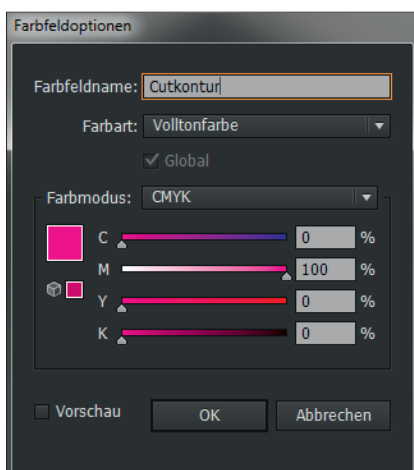 Farbfeldoptionen
Farbfeldname: Cutkontur
Farbart: Volltonfarbe
Global
Farbmodus: CMYK
C 0 %
M 100 %
Y 0 %
K 0 %
Vorschau OK Abbrechen